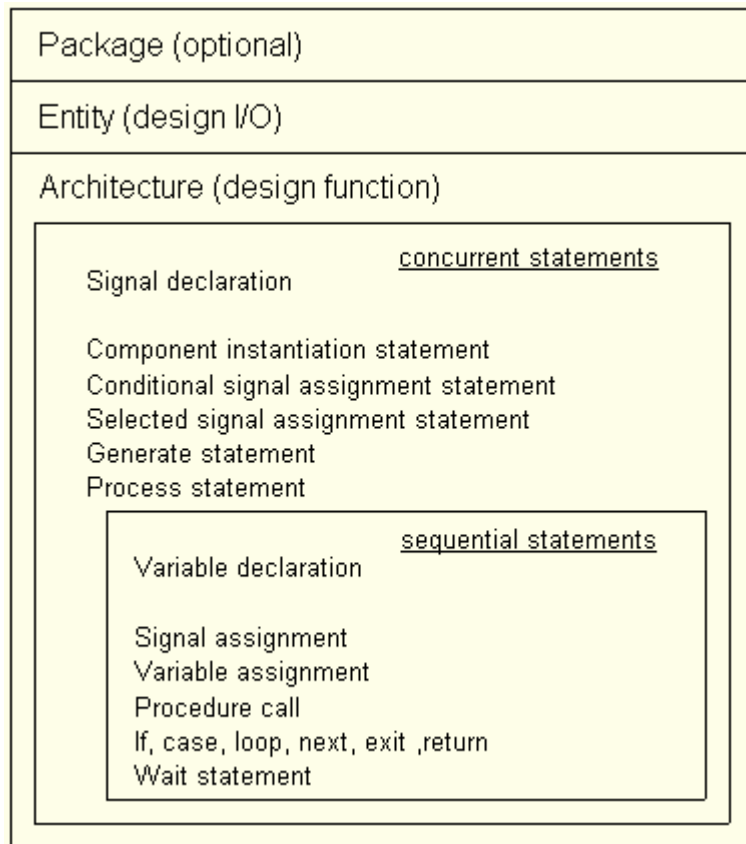 Package (optional)
Entity (design I/O)
Architecture (design function)
concurrent statements
Signal declaration
Component instantiation statement
Conditional signal assignment statement
Selected signal assignment statement
Generate statement
Process statement
sequential statements
Variable declaration
Signal assignment
Variable assignment
Procedure call
If, case, loop, next, exit ,return
Wait statement